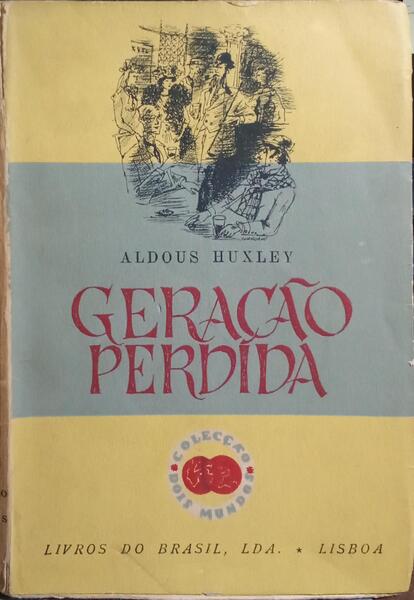 ALDOUS HUXLEY
GERAÇÃO
PERDIDA
COLECÇÃO
DOIS MUNDOS
LIVROS DO BRASIL, LDA. ★ LISBOA
O
S